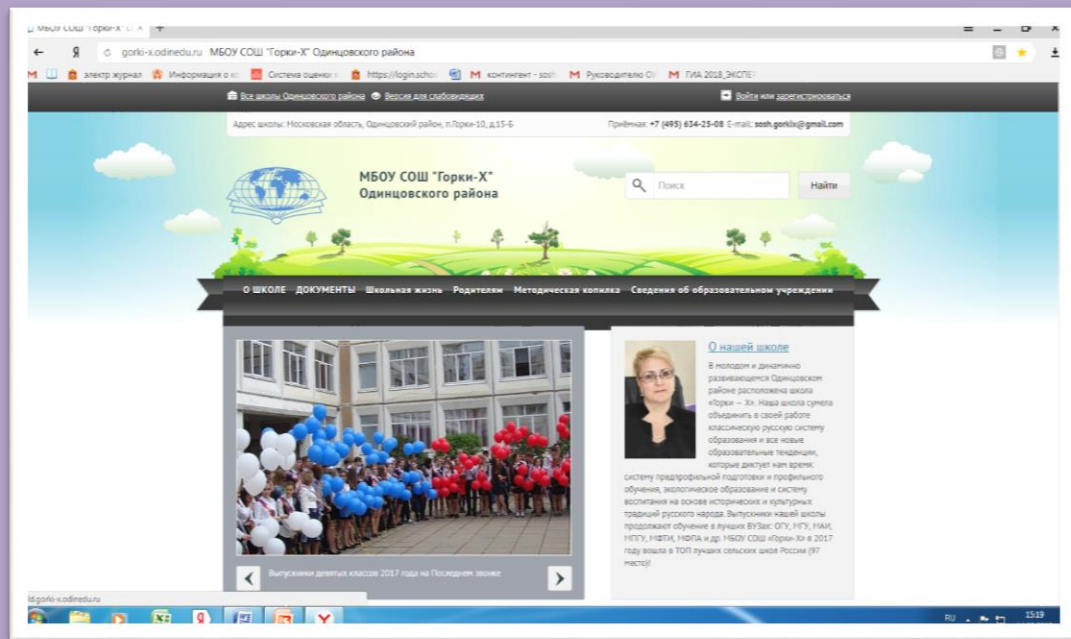 МБОУ СОШ "Горки-Х"
gorki-x.odinedu.ru МБОУ СОШ "Горки-Х" Одинцовского района
электр журнал Информация о Система оценки https://login.school контингент - sosh Руководителю ГИА 2018_ЭКСПЕР
Все школы Одинцовского района Версия для слабовидящих Войти или зарегистрироваться
Адрес школы: Московская область, Одинцовский район, п.Горки-10, д.15-Б Приёмная: +7 (495) 634-25-08 E-mail: sosh.gorkix@gmail.com
МБОУ СОШ "Горки-Х"
Одинцовского района
Поиск Найти
О ШКОЛЕ ДОКУМЕНТЫ Школьная жизнь Родителям Методическая копилка Сведения об образовательном учреждении
О нашей школе
В молодом и динамично
развивающемся Одинцовском
районе расположена школа
«Горки — Х». Наша школа сумела
объединить в своей работе
классическую русскую систему
образования и все новые
образовательные тенденции,
которые диктует нам время:
систему предпрофильной подготовки и профильного
обучения, экологическое образование и систему
воспитания на основе исторических и культурных
традиций русского народа. Выпускники нашей школы
продолжают обучение в лучших ВУЗах: ОГУ, МГУ, МАИ,
МПГУ, МФТИ, МФПА и др. МБОУ СОШ «Горки-Х» в 2017
году вошла в ТОП лучших сельских школ России (97
место)!
Выпускники девятых классов 2017 года на Последнем звонке
ld.gorki-x.odinedu.ru
RU 15:19